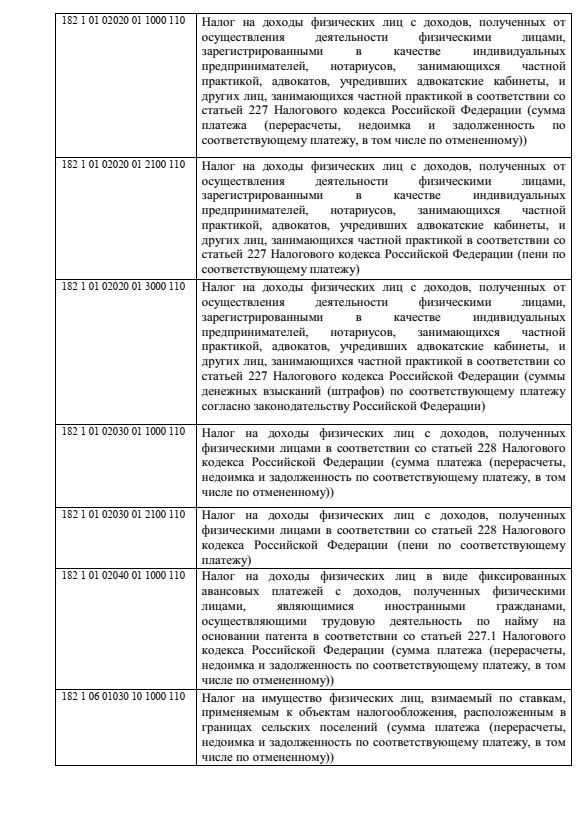 182 1 01 02020 01 1000 110
Налог на доходы физических лиц с доходов, полученных от
осуществления деятельности физическими лицами,
зарегистрированными в качестве индивидуальных
предпринимателей, нотариусов, занимающихся частной
практикой, адвокатов, учредивших адвокатские кабинеты, и
других лиц, занимающихся частной практикой в соответствии со
статьей 227 Налогового кодекса Российской Федерации (сумма
платежа (перерасчеты, недоимка и задолженность по
соответствующему платежу, в том числе по отмененному))
182 1 01 02020 01 2100 110
Налог на доходы физических лиц с доходов, полученных от
осуществления деятельности физическими лицами,
зарегистрированными в качестве индивидуальных
предпринимателей, нотариусов, занимающихся частной
практикой, адвокатов, учредивших адвокатские кабинеты, и
других лиц, занимающихся частной практикой в соответствии со
статьей 227 Налогового кодекса Российской Федерации (пени по
соответствующему платежу)
182 1 01 02020 01 3000 110
Налог на доходы физических лиц с доходов, полученных от
осуществления деятельности физическими лицами,
зарегистрированными в качестве индивидуальных
предпринимателей, нотариусов, занимающихся частной
практикой, адвокатов, учредивших адвокатские кабинеты, и
других лиц, занимающихся частной практикой в соответствии со
статьей 227 Налогового кодекса Российской Федерации (суммы
денежных взысканий (штрафов) по соответствующему платежу
согласно законодательству Российской Федерации)
182 1 01 02030 01 1000 110
Налог на доходы физических лиц с доходов, полученных
физическими лицами в соответствии со статьей 228 Налогового
кодекса Российской Федерации (сумма платежа (перерасчеты,
недоимка и задолженность по соответствующему платежу, в том
числе по отмененному))
182 1 01 02030 01 2100 110
Налог на доходы физических лиц с доходов, полученных
физическими лицами в соответствии со статьей 228 Налогового
кодекса Российской Федерации (пени по соответствующему
платежу)
182 1 01 02040 01 1000 110
Налог на доходы физических лиц в виде фиксированных
авансовых платежей с доходов, полученных физическими
лицами, являющимися иностранными гражданами,
осуществляющими трудовую деятельность по найму на
основании патента в соответствии со статьей 227.1 Налогового
кодекса Российской Федерации (сумма платежа (перерасчеты,
недоимка и задолженность по соответствующему платежу, в том
числе по отмененному))
182 1 06 01030 10 1000 110
Налог на имущество физических лиц, взимаемый по ставкам,
применяемым к объектам налогообложения, расположенным в
границах сельских поселений (сумма платежа (перерасчеты,
недоимка и задолженность по соответствующему платежу, в том
числе по отмененному))